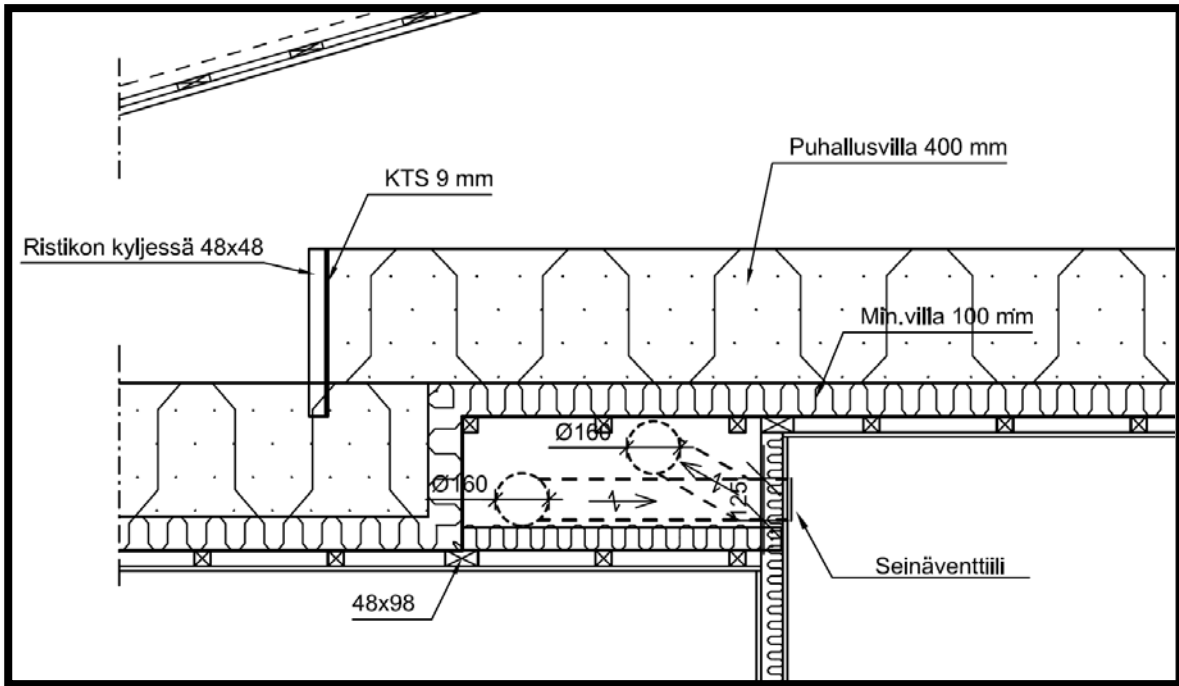 Puhallusvilla 400 mm
KTS 9 mm
Ristikon kyljessä 48x48
Min.villa 100 mm
Ø160
Ø160
125
Seinäventtiili
48x98